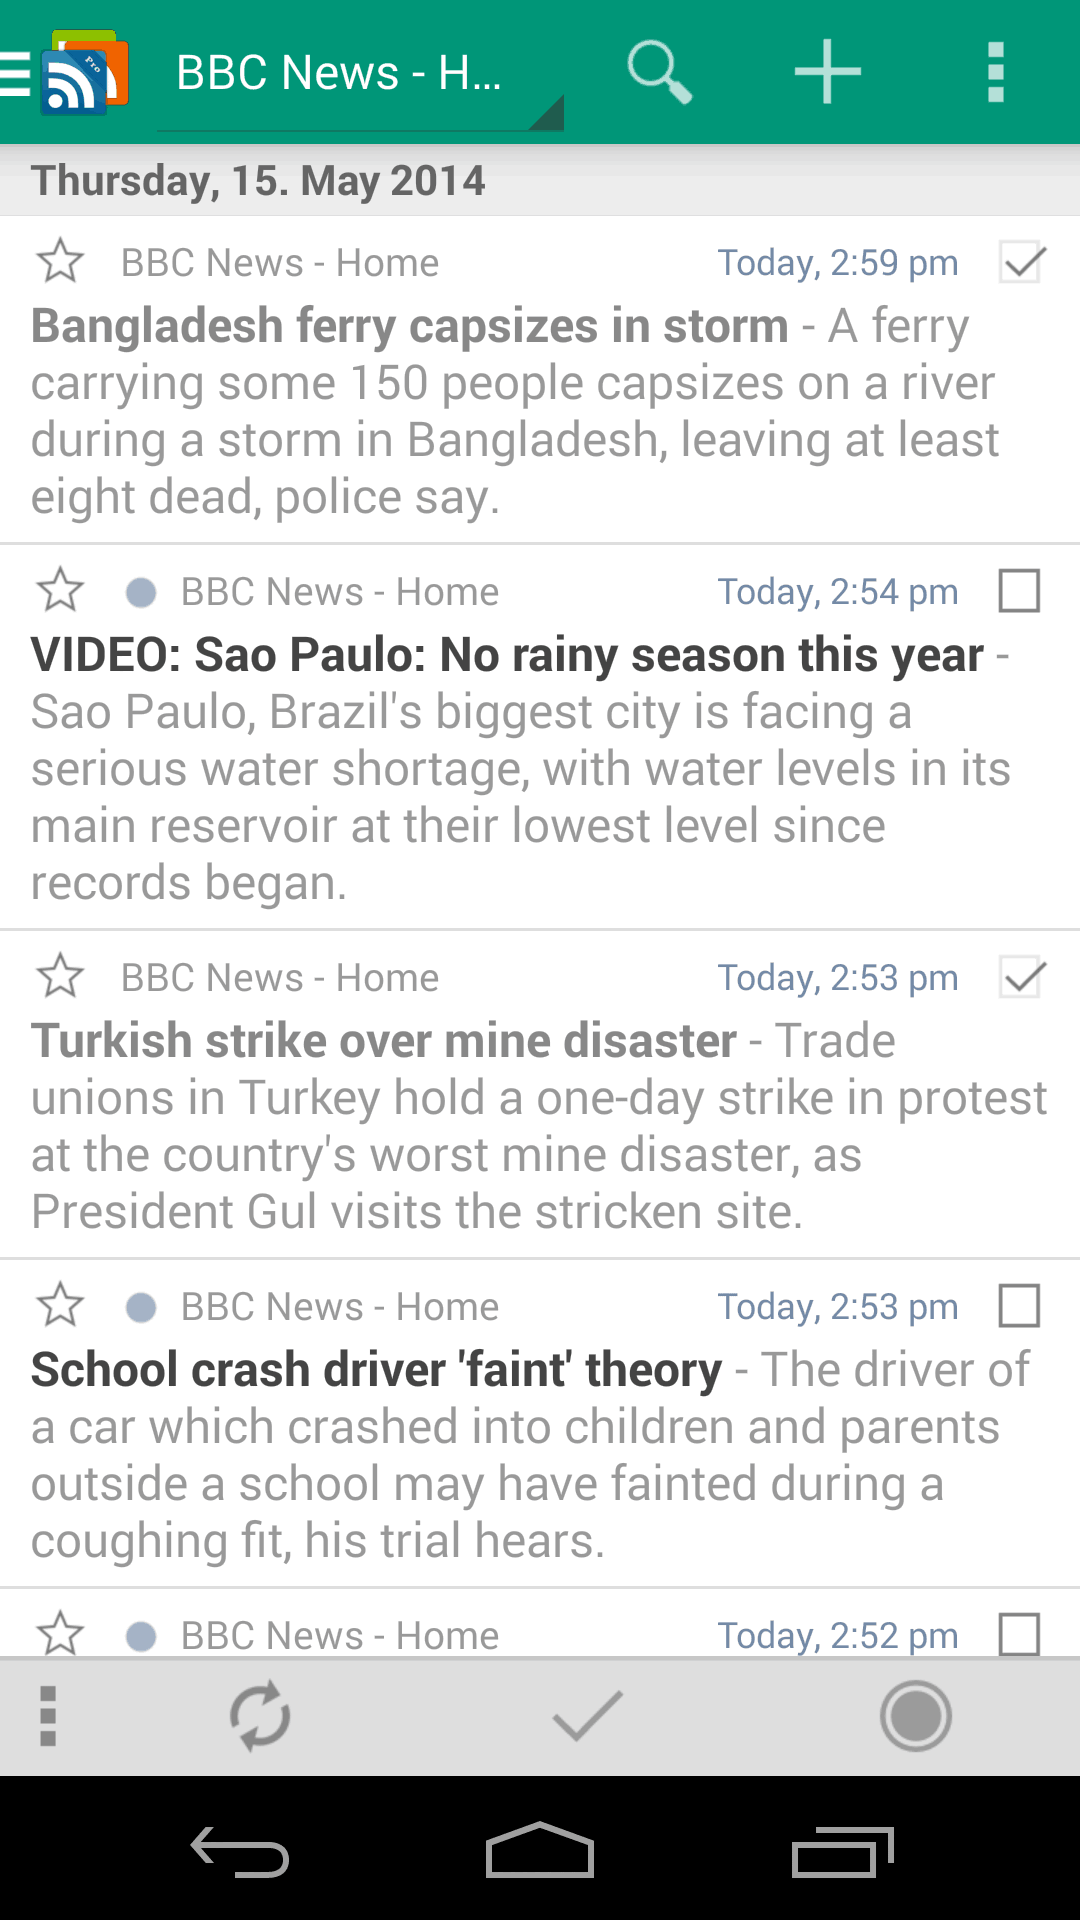 Pro
BBC News - H...
Thursday, 15. May 2014
BBC News - Home Today, 2:59 pm
Bangladesh ferry capsizes in storm - A ferry
carrying some 150 people capsizes on a river
during a storm in Bangladesh, leaving at least
eight dead, police say.
BBC News - Home Today, 2:54 pm
VIDEO: Sao Paulo: No rainy season this year -
Sao Paulo, Brazil's biggest city is facing a
serious water shortage, with water levels in its
main reservoir at their lowest level since
records began.
BBC News - Home Today, 2:53 pm
Turkish strike over mine disaster - Trade
unions in Turkey hold a one-day strike in protest
at the country's worst mine disaster, as
President Gul visits the stricken site.
BBC News - Home Today, 2:53 pm
School crash driver 'faint' theory - The driver of
a car which crashed into children and parents
outside a school may have fainted during a
coughing fit, his trial hears.
BBC News - Home Today, 2:52 pm